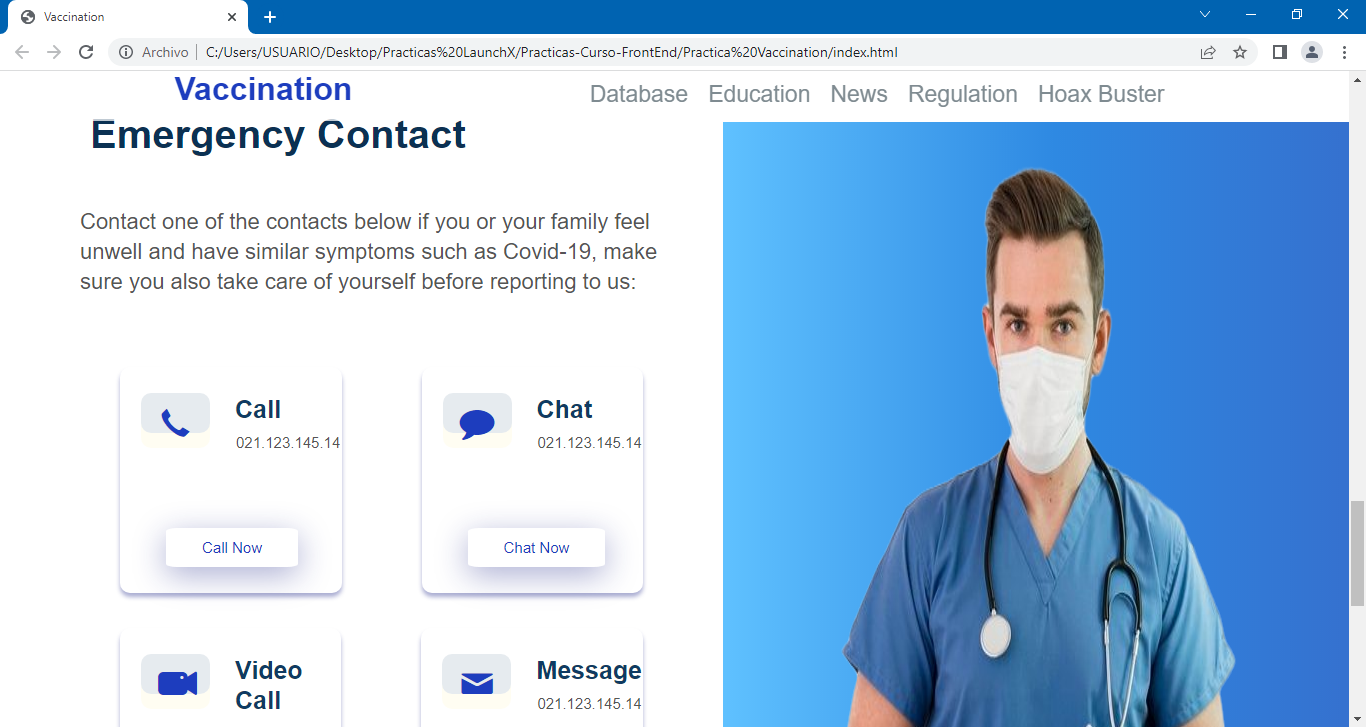 Vaccination
Archivo | C:/Users/USUARIO/Desktop/Practicas%20LaunchX/Practicas-Curso-FrontEnd/Practica%20Vaccination/index.html
Vaccination
Database Education News Regulation Hoax Buster
Emergency Contact
Contact one of the contacts below if you or your family feel
unwell and have similar symptoms such as Covid-19, make
sure you also take care of yourself before reporting to us:
Call
021.123.145.14
Call Now
Chat
021.123.145.14
Chat Now
Video
Call
Message
021.123.145.14